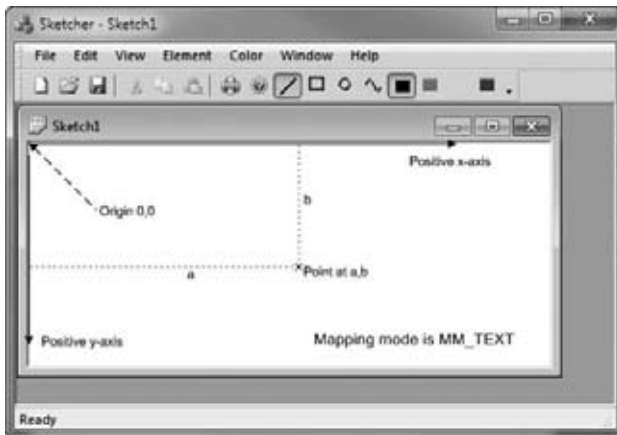 Sketcher - Sketch1
File Edit View Element Color Window Help
Sketch1
Positive x-axis
b
Origin 0,0
a
Point at a,b
Positive y-axis
Mapping mode is MM_TEXT
Ready